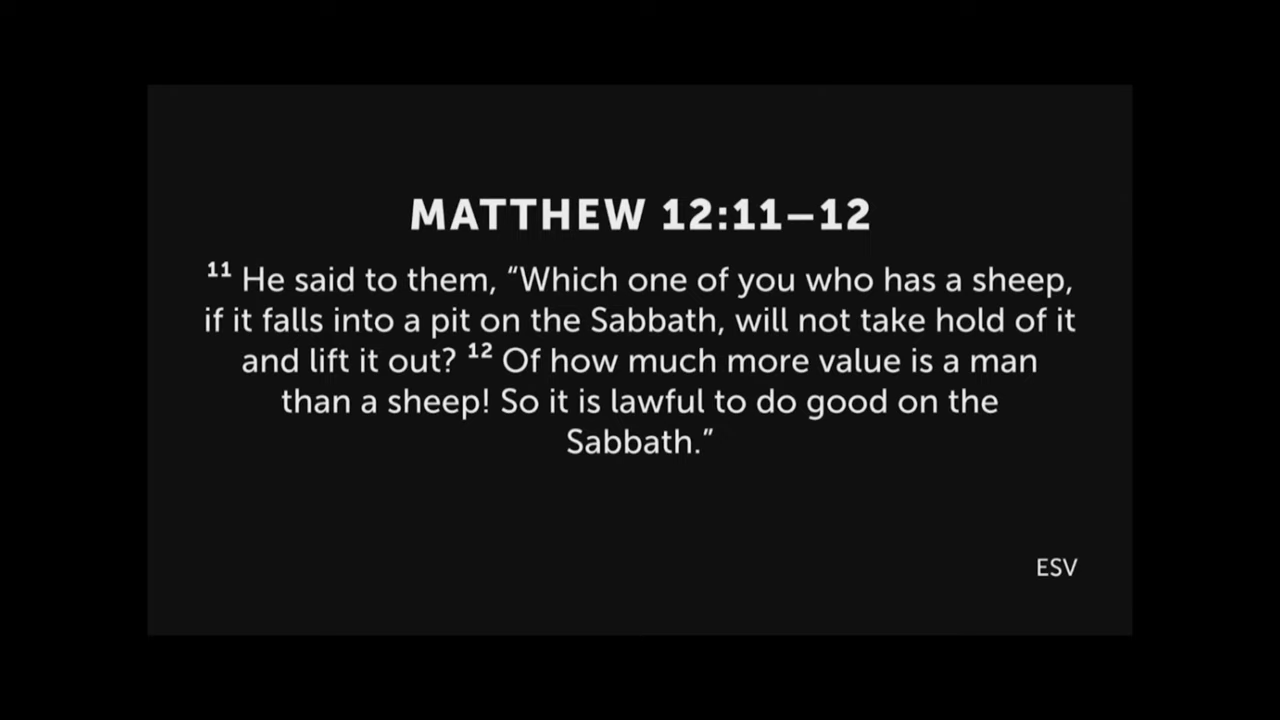 MATTHEW 12:11–12
¹¹ He said to them, “Which one of you who has a sheep,
if it falls into a pit on the Sabbath, will not take hold of it
and lift it out? ¹² Of how much more value is a man
than a sheep! So it is lawful to do good on the
Sabbath.”
ESV